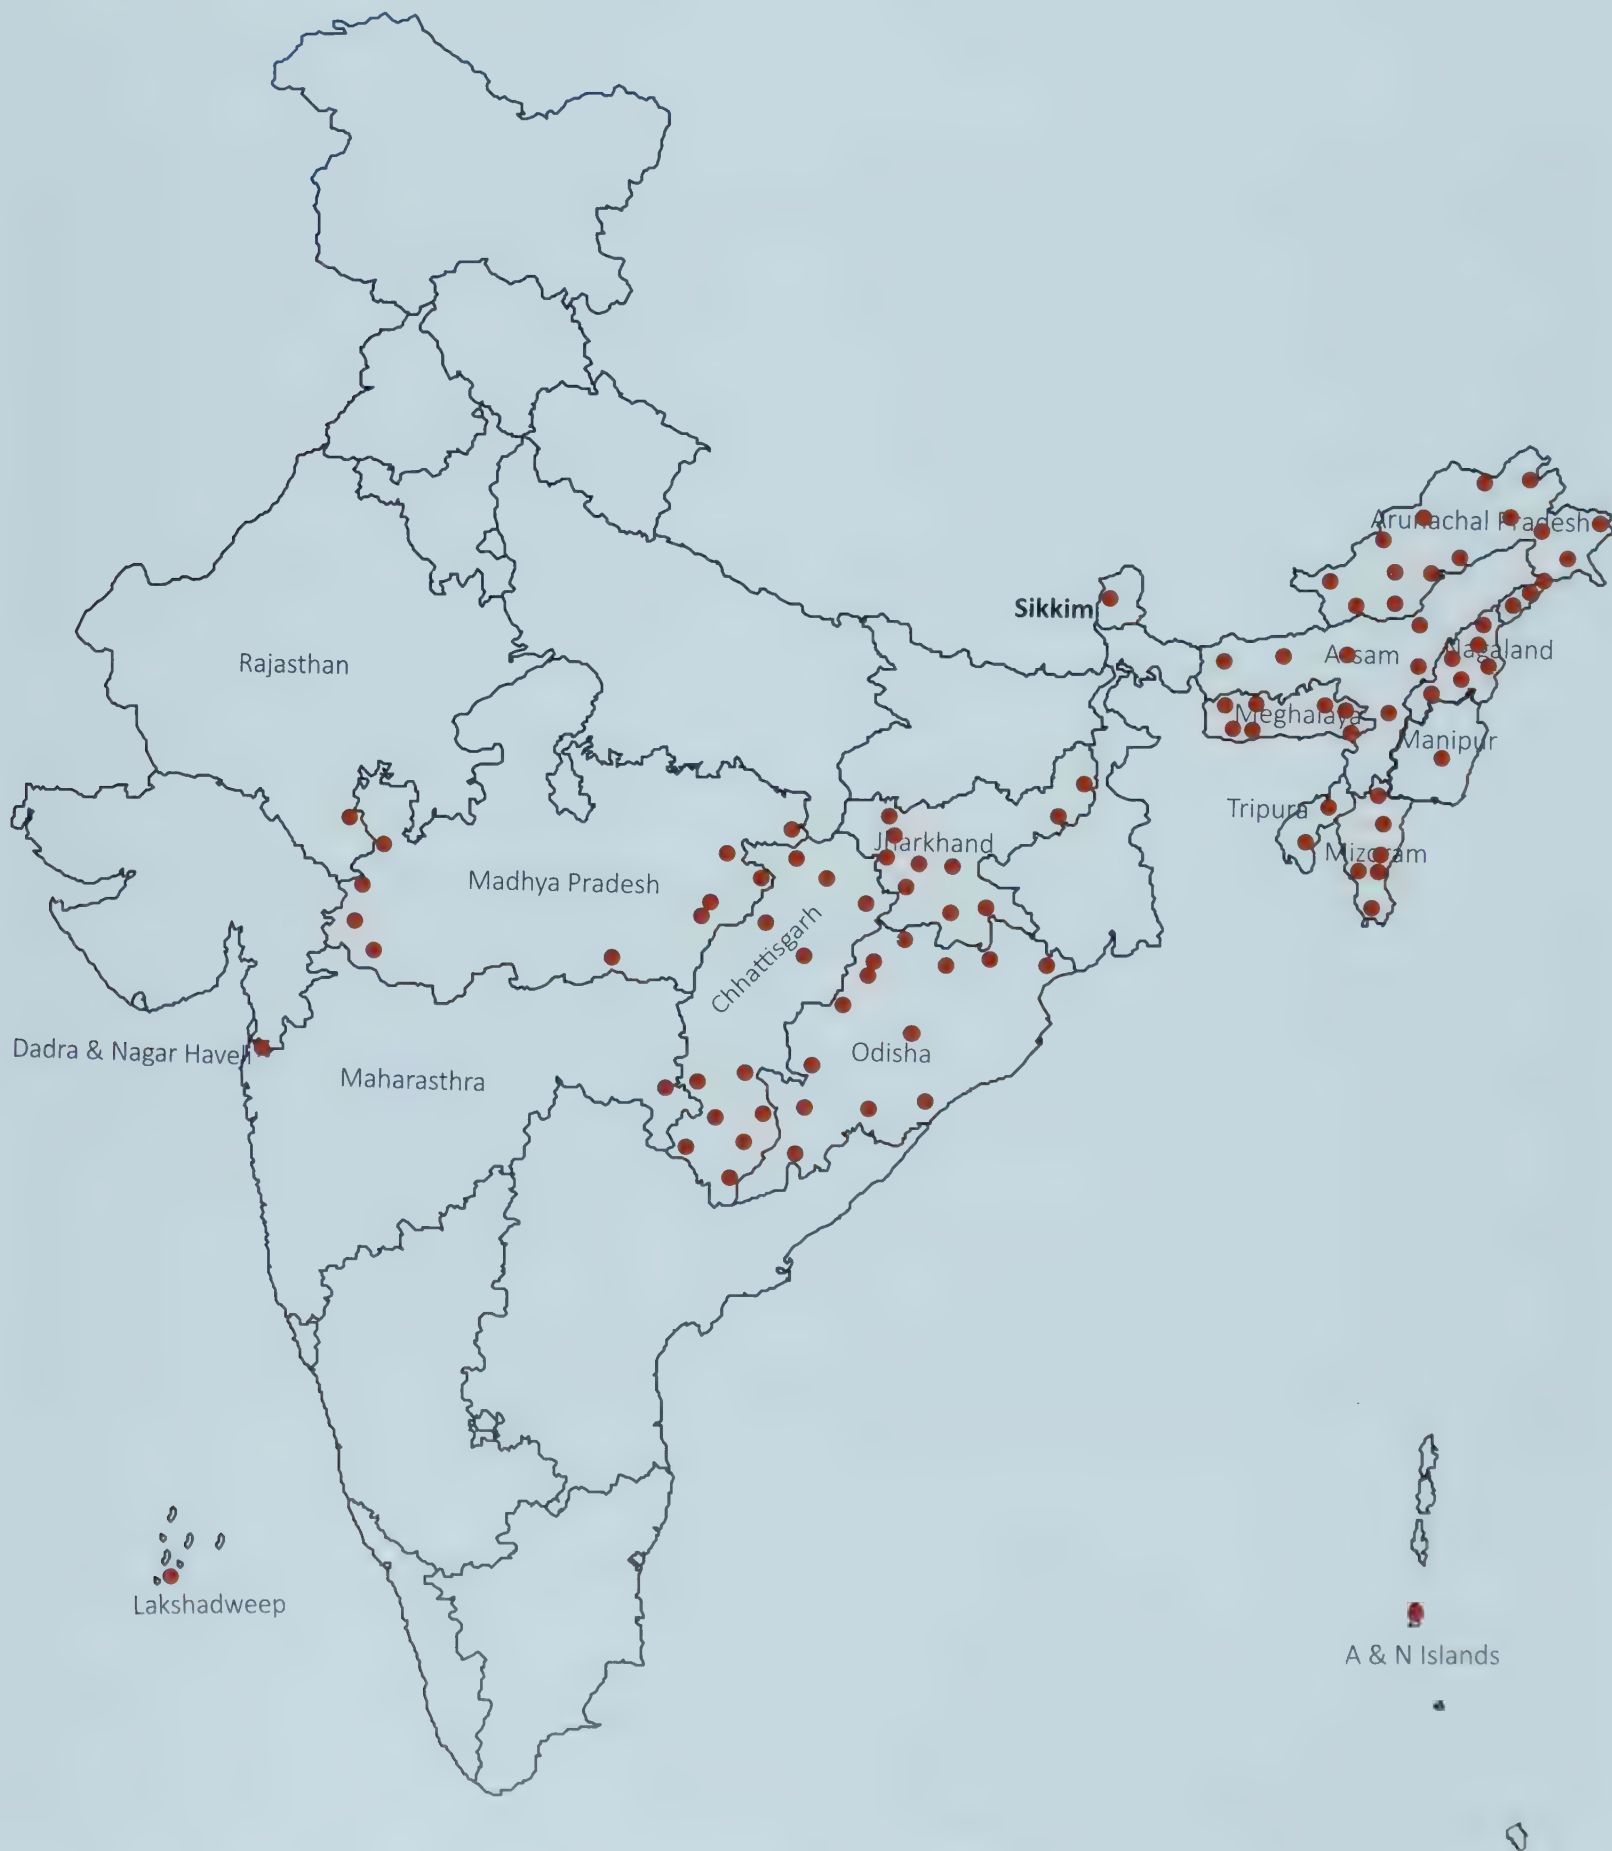 Arunachal Pradesh
Sikkim
Assam
Nagaland
Rajasthan
Meghalaya
Manipur
Tripura
Jharkhand
Mizoram
Madhya Pradesh
Chhattisgarh
Dadra & Nagar Haveli
Odisha
Maharasthra
Lakshadweep
A & N Islands